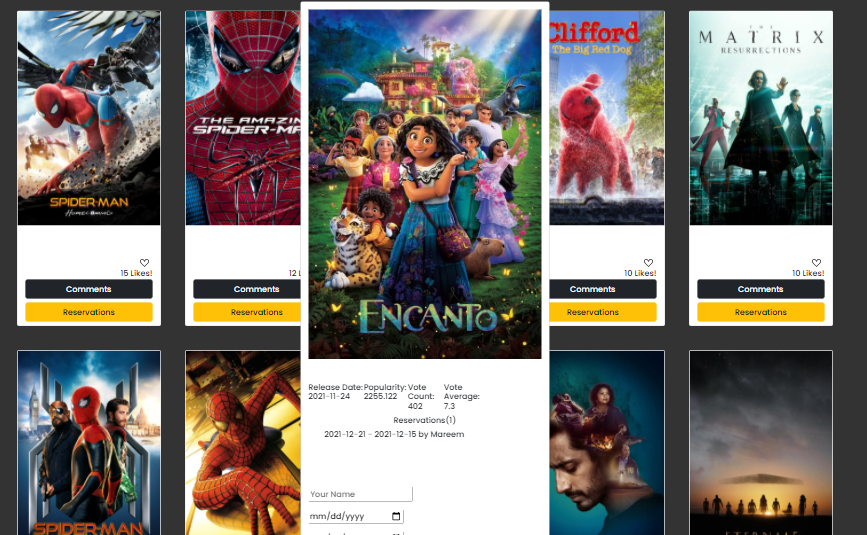 SPIDER-MAN
HOMECOMING
15 Likes!
Comments
Reservations
THE AMAZIN
SPIDER-MA
12 L
Comments
Reservations
ENCANTO
Release Date: Popularity: Vote Vote
2021-11-24 2255.122 Count: Average:
402 7.3
Reservations(1)
2021-12-21 - 2021-12-15 by Mareem
Your Name
mm/dd/yyyy
Clifford
The Big Red Dog
10 Likes!
Comments
Reservations
THE
MATRIX
RESURRECTIONS
10 Likes!
Comments
Reservations
SPIDER-MAN
ETERNALS